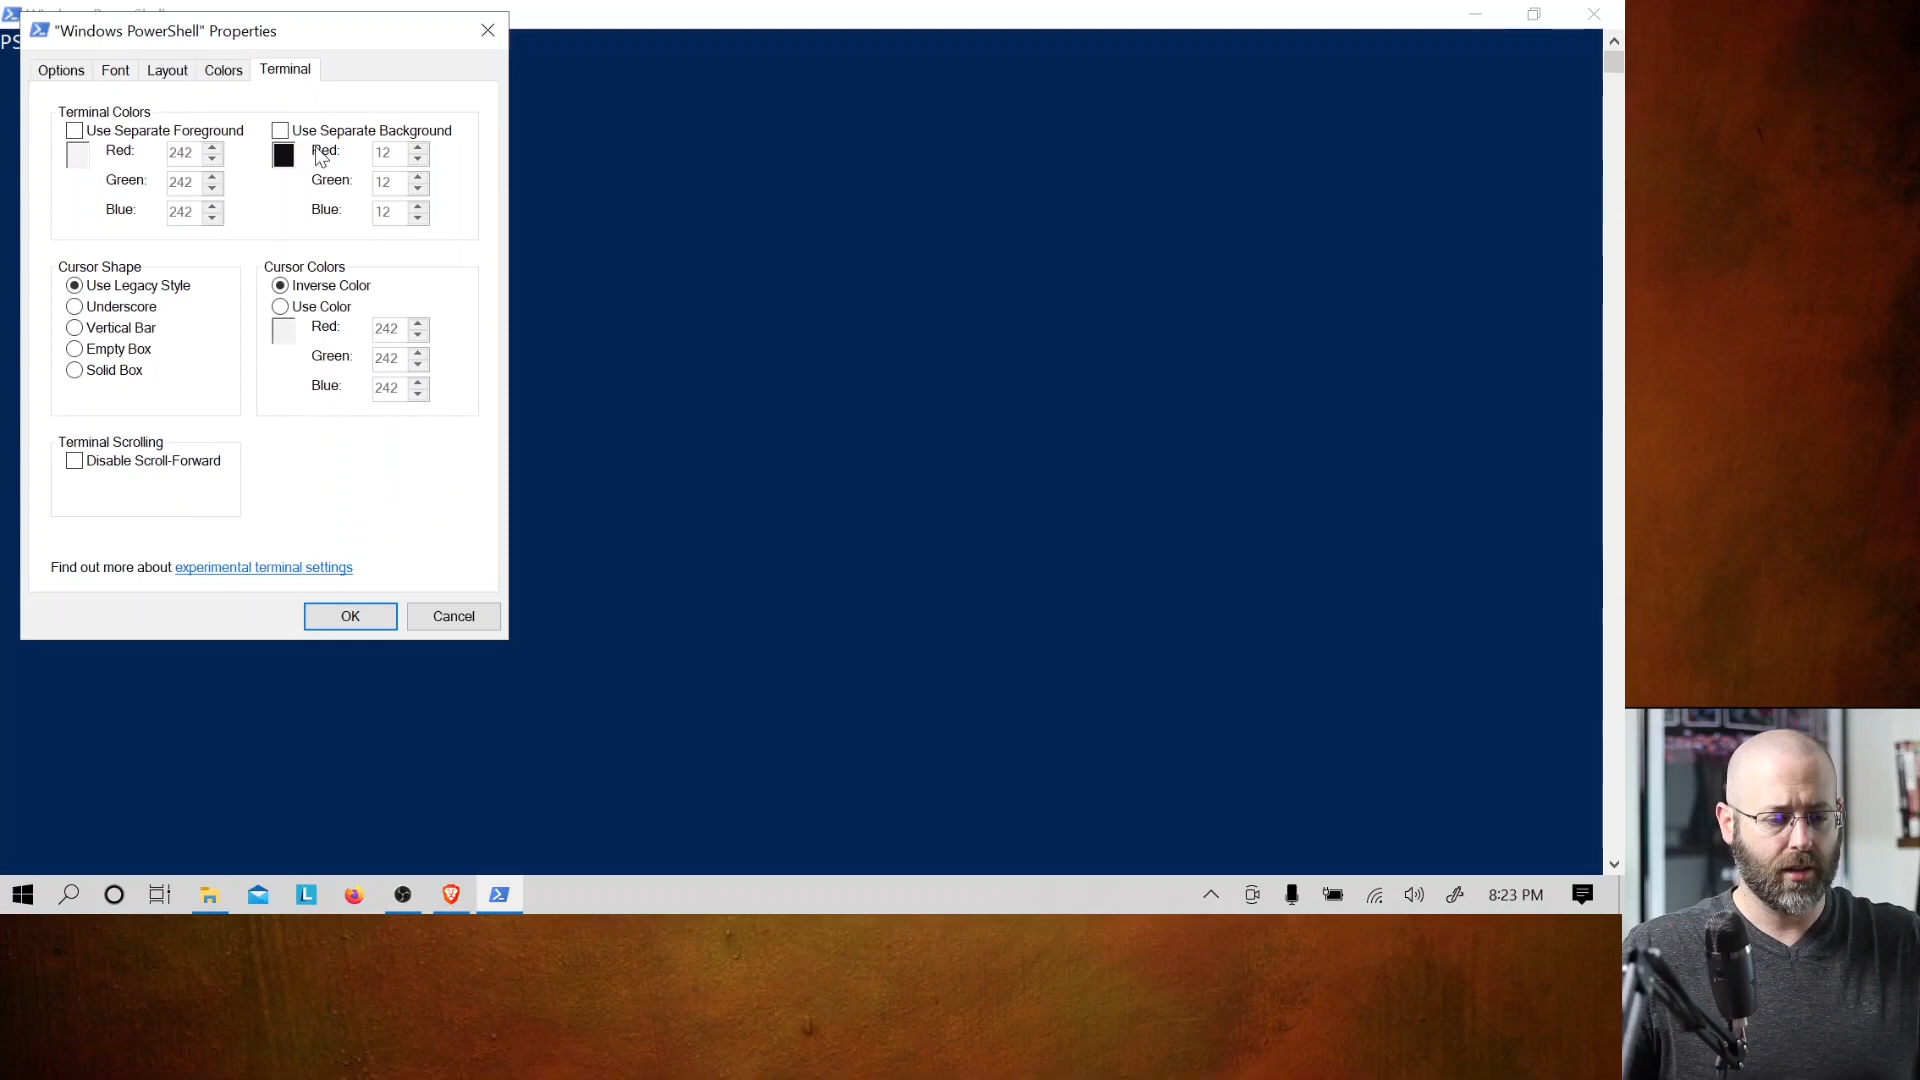 "Windows PowerShell" Properties
PS
Options Font Layout Colors Terminal
Terminal Colors
Use Separate Foreground
Red: 242
Green: 242
Blue: 242
Use Separate Background
Red: 12
Green: 12
Blue: 12
Cursor Shape
Use Legacy Style
Underscore
Vertical Bar
Empty Box
Solid Box
Cursor Colors
Inverse Color
Use Color
Red: 242
Green: 242
Blue: 242
Terminal Scrolling
Disable Scroll-Forward
Find out more about experimental terminal settings
OK Cancel
L
8:23 PM